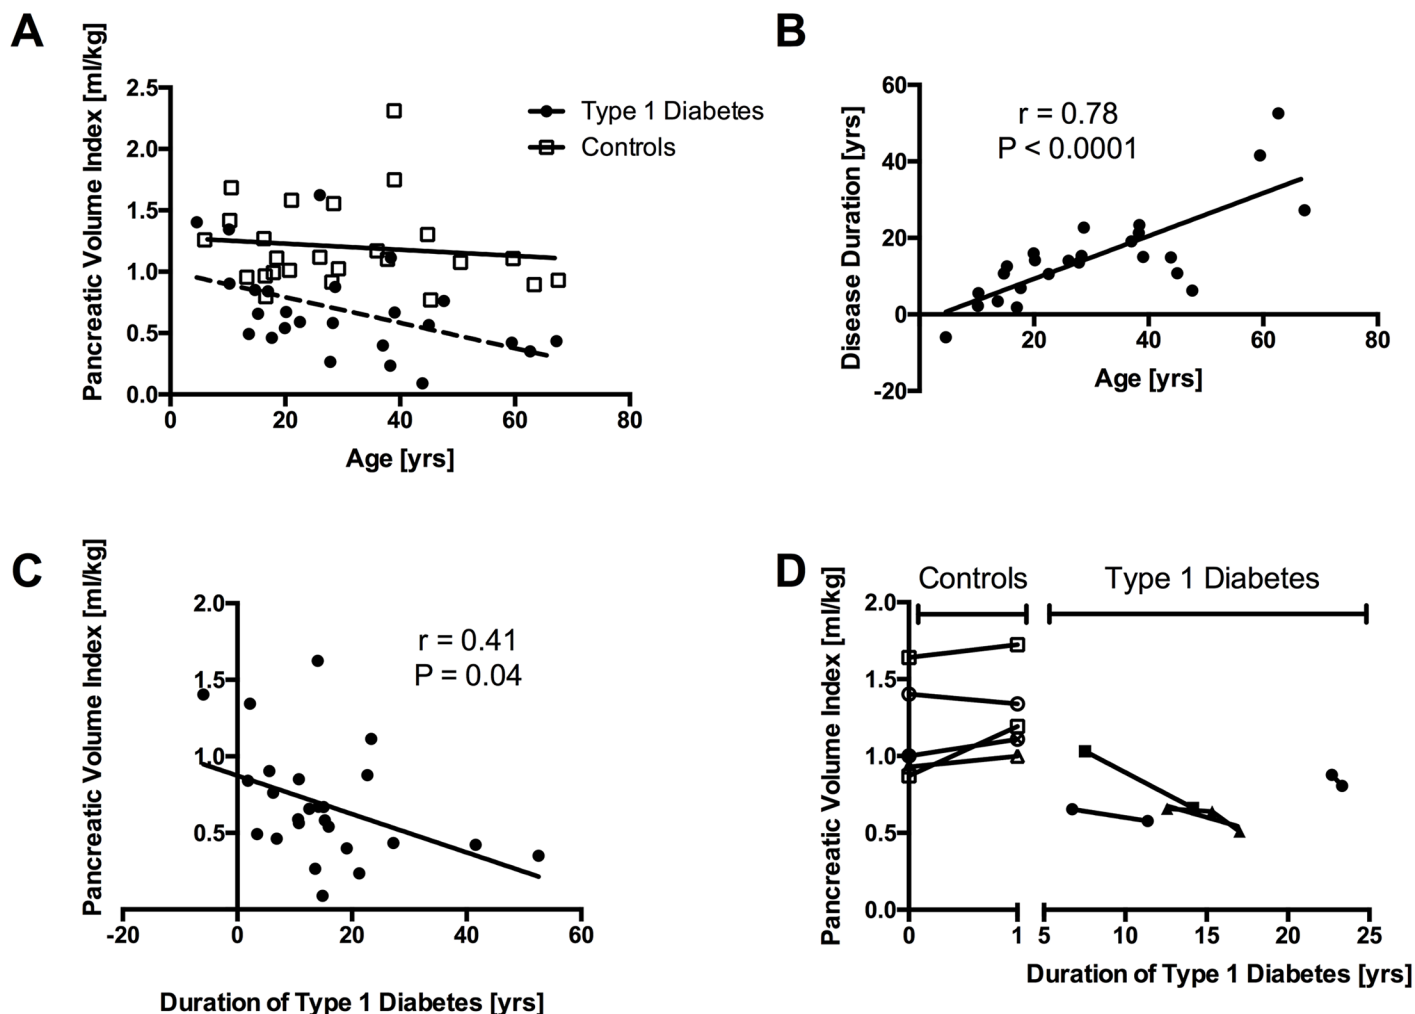 A
Pancreatic Volume Index [ml/kg]
2.5
2.0
1.5
1.0
0.5
0.0
0 20 40 60 80
Age [yrs]
Type 1 Diabetes
Controls
B
Disease Duration [yrs]
60
40
20
0
-20
20 40 60 80
Age [yrs]
r = 0.78
P < 0.0001
C
Pancreatic Volume Index [ml/kg]
2.0
1.5
1.0
0.5
-20 0 20 40 60
Duration of Type 1 Diabetes [yrs]
r = 0.41
P = 0.04
D
Controls Type 1 Diabetes
Pancreatic Volume Index [ml/kg]
2.0
1.5
1.0
0.5
0.0
0 1 5 10 15 20 25
Duration of Type 1 Diabetes [yrs]